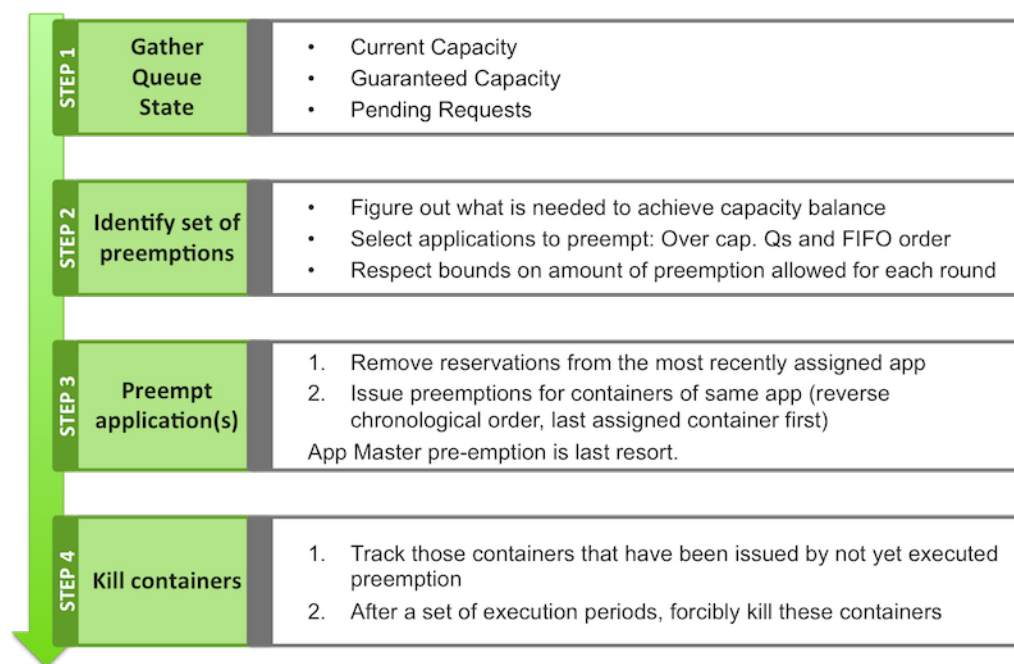 STEP 1
Gather
Queue
State
• Current Capacity
• Guaranteed Capacity
• Pending Requests
STEP 2
Identify set of
preemptions
• Figure out what is needed to achieve capacity balance
• Select applications to preempt: Over cap. Qs and FIFO order
• Respect bounds on amount of preemption allowed for each round
STEP 3
Preempt
application(s)
1. Remove reservations from the most recently assigned app
2. Issue preemptions for containers of same app (reverse
chronological order, last assigned container first)
App Master pre-emption is last resort.
STEP 4
Kill containers
1. Track those containers that have been issued by not yet executed
preemption
2. After a set of execution periods, forcibly kill these containers